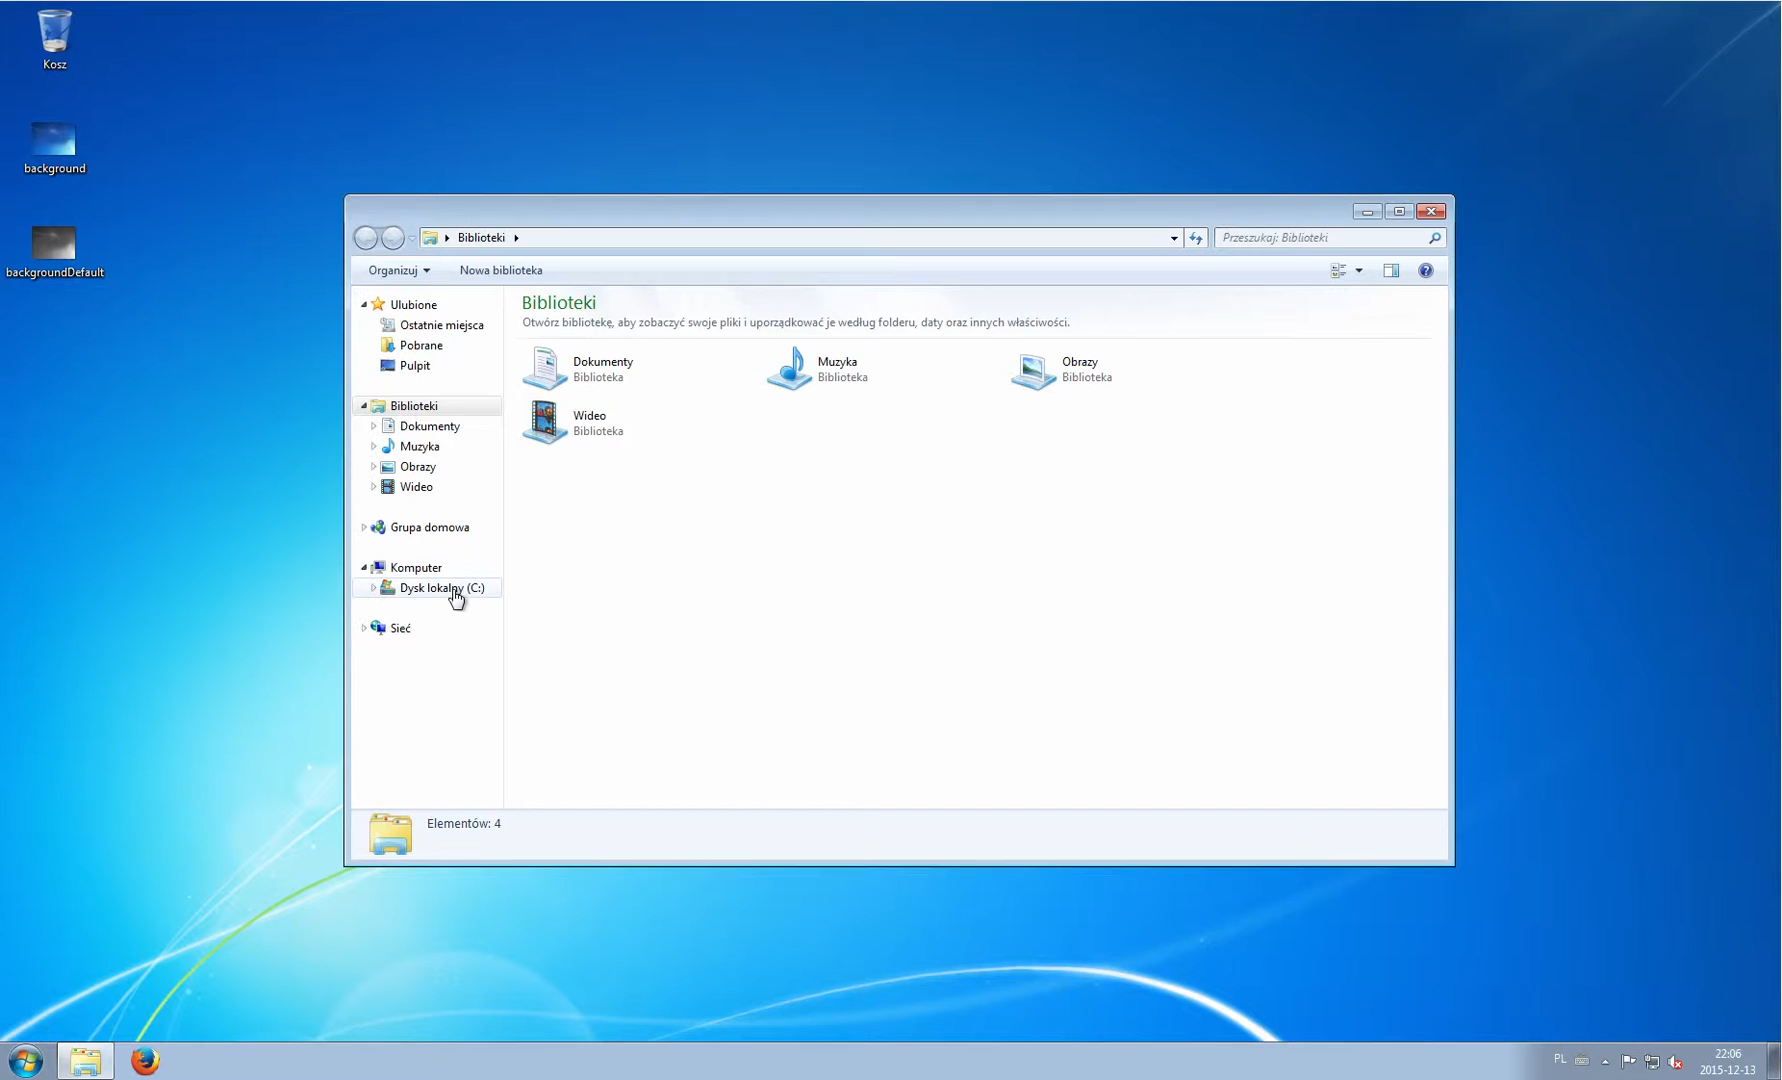 Kosz
background
backgroundDefault
Biblioteki
Przeszukaj: Biblioteki
Organizuj
Nowa biblioteka
Ulubione
Ostatnie miejsca
Pobrane
Pulpit
Biblioteki
Dokumenty
Muzyka
Obrazy
Wideo
Grupa domowa
Komputer
Dysk lokalny (C:)
Sieć
Biblioteki
Otwórz bibliotekę, aby zobaczyć swoje pliki i uporządkować je według folderu, daty oraz innych właściwości.
Dokumenty
Biblioteka
Muzyka
Biblioteka
Obrazy
Biblioteka
Wideo
Biblioteka
Elementów: 4
PL
22:06
2015-12-13